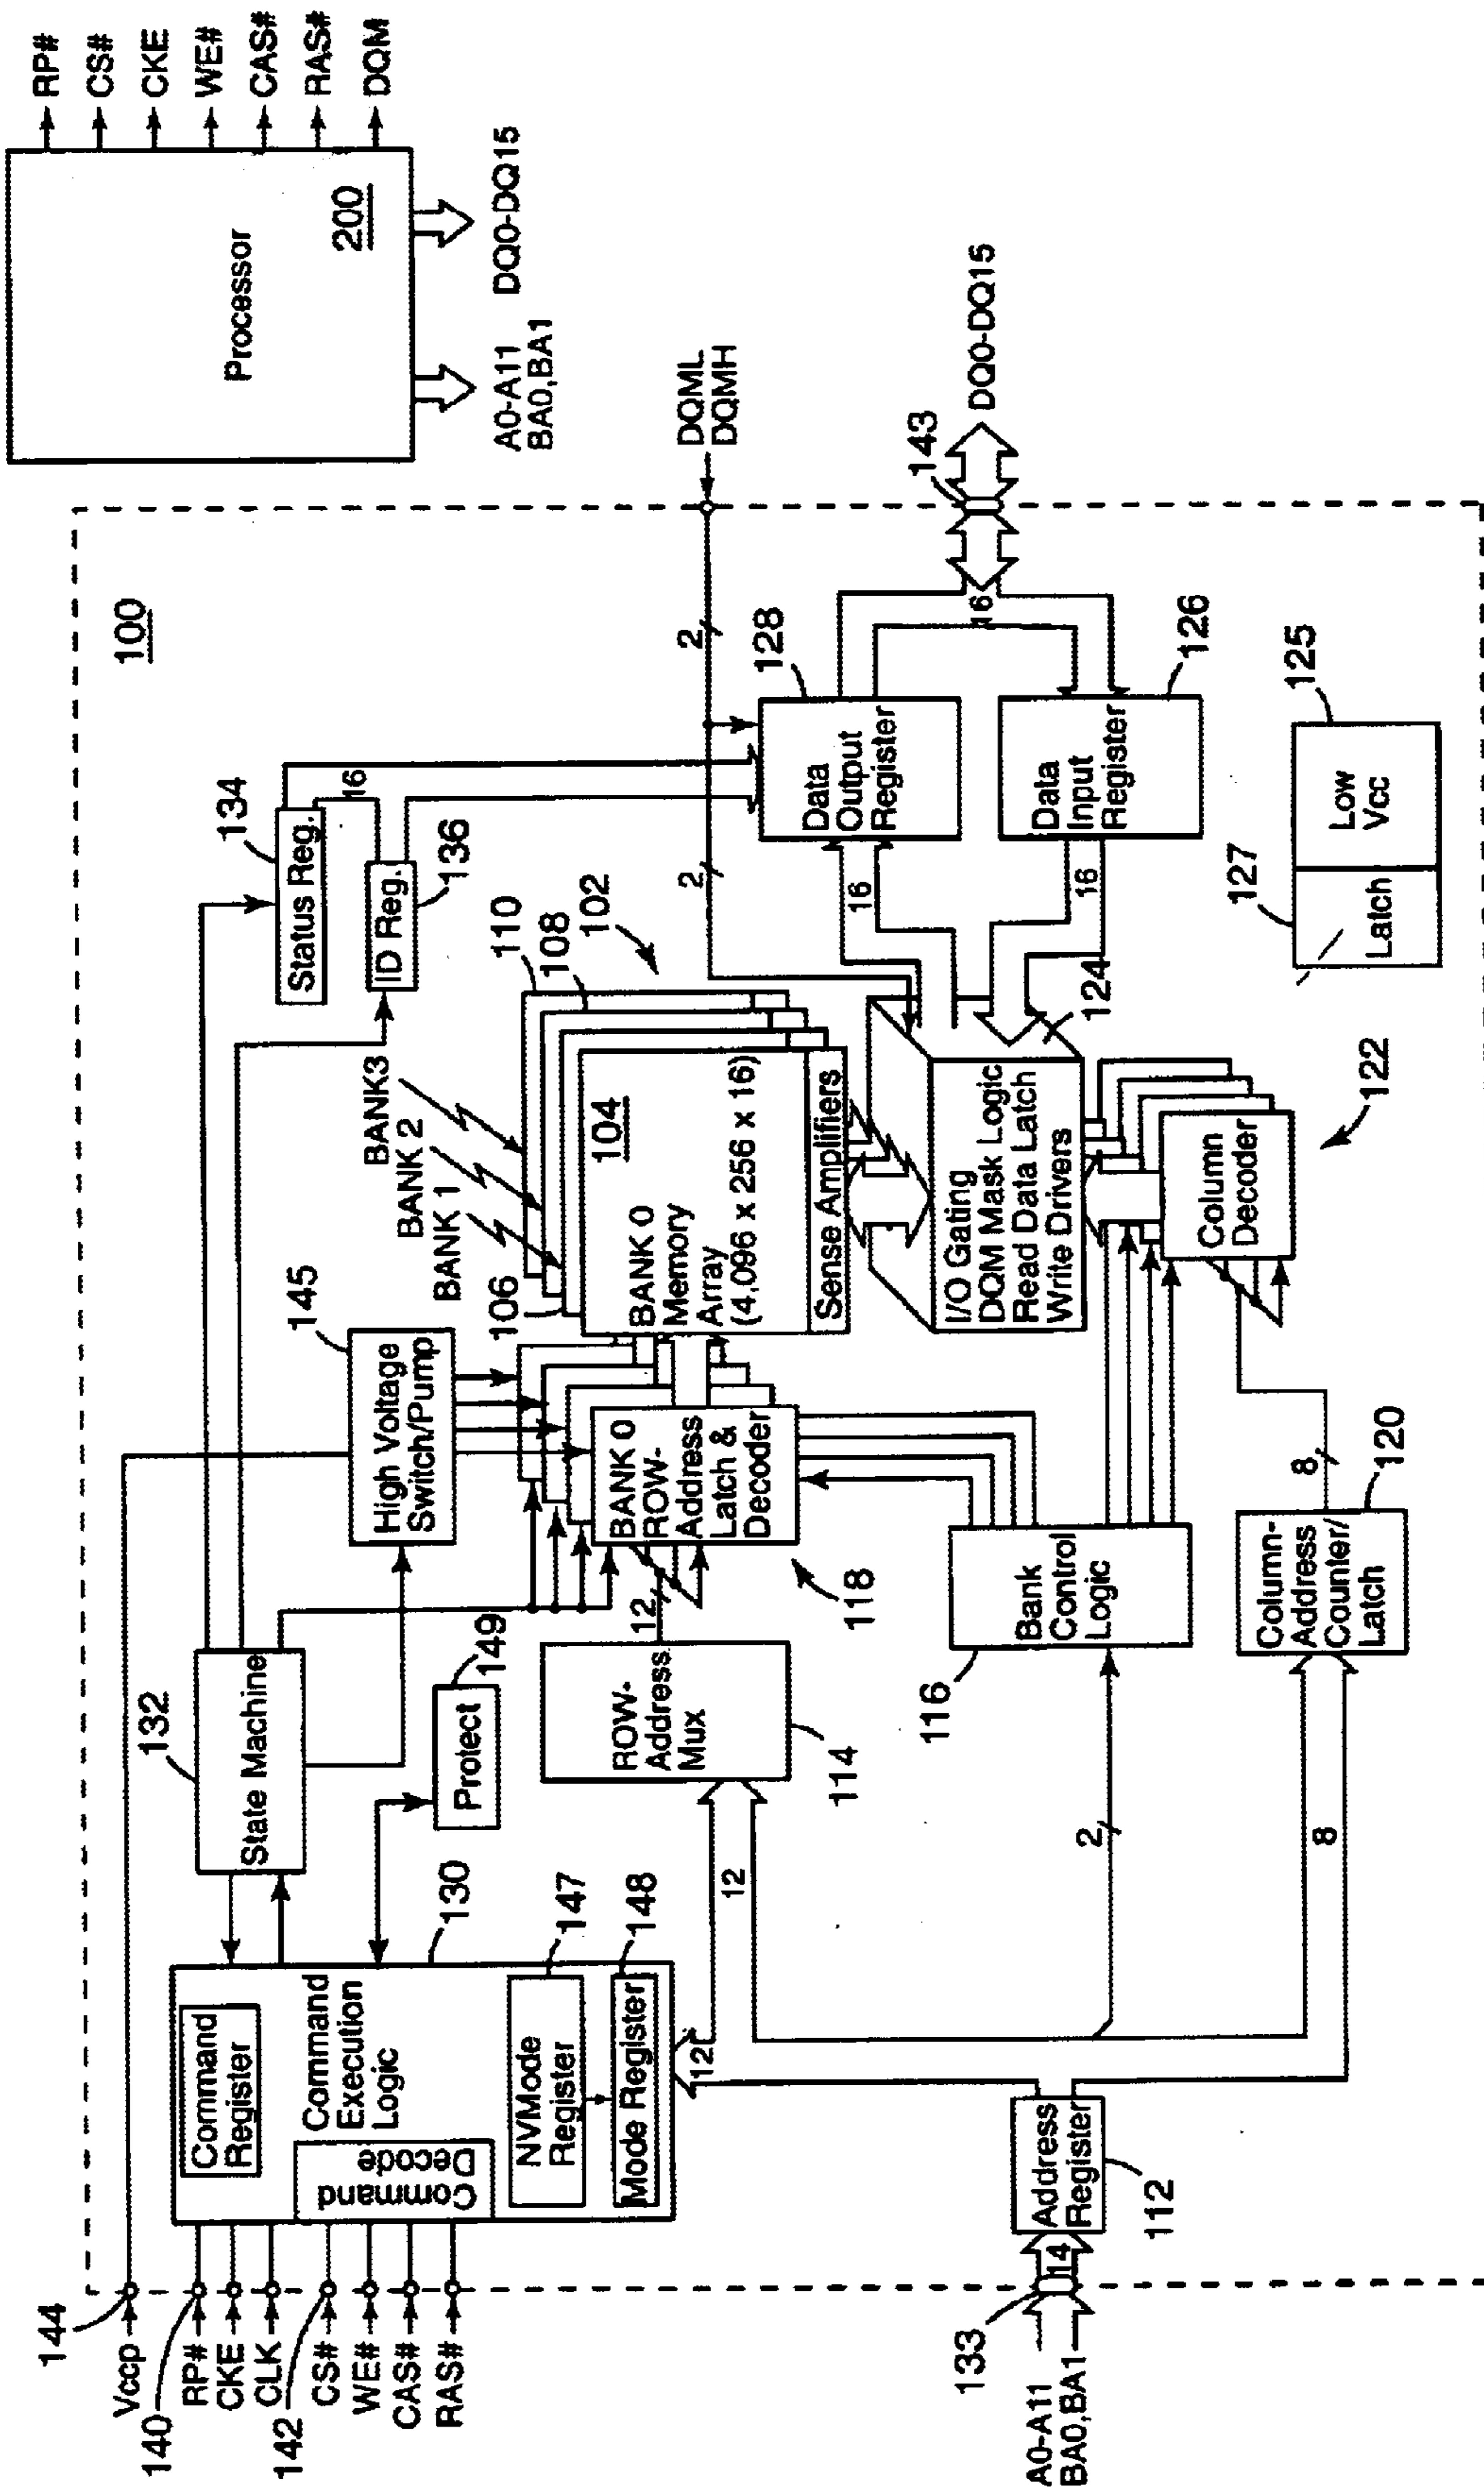 144
Vccp
RP#
CKE
CLK
140
142
CS#
WE#
CAS#
RAS#
Command
Register
Command
Execution
Logic
Command
Decode
NVMode
Register
Mode Register
130
147
148
132
State Machine
149
Protect
145
High Voltage
Switch/Pump
134
Status Reg.
16
ID Reg.
136
100
Processor
200
RP#
CS#
CKE
WE#
CAS#
RAS#
DQM
A0-A11
BA0,BA1
DQ0-DQ15
12
12
ROW-
Address
Mux
114
12
BANK 0
ROW-
Address
Latch &
Decoder
118
106
BANK 1
BANK 2
BANK3
110
108
102
104
BANK 0
Memory
Array
(4,096 x 256 x 16)
Sense Amplifiers
2
2
DQML
DQMH
128
Data
Output
Register
16
16
143
DQ0-DQ15
Data
Input
Register
126
16
I/O Gating
DQM Mask Logic
Read Data Latch
Write Drivers
124
Bank
Control
Logic
116
2
Column
Decoder
122
8
Column-
Address
Counter/
Latch
120
8
127
Latch
Low
Vcc
125
133
A0-A11
BA0,BA1
14
Address
Register
112